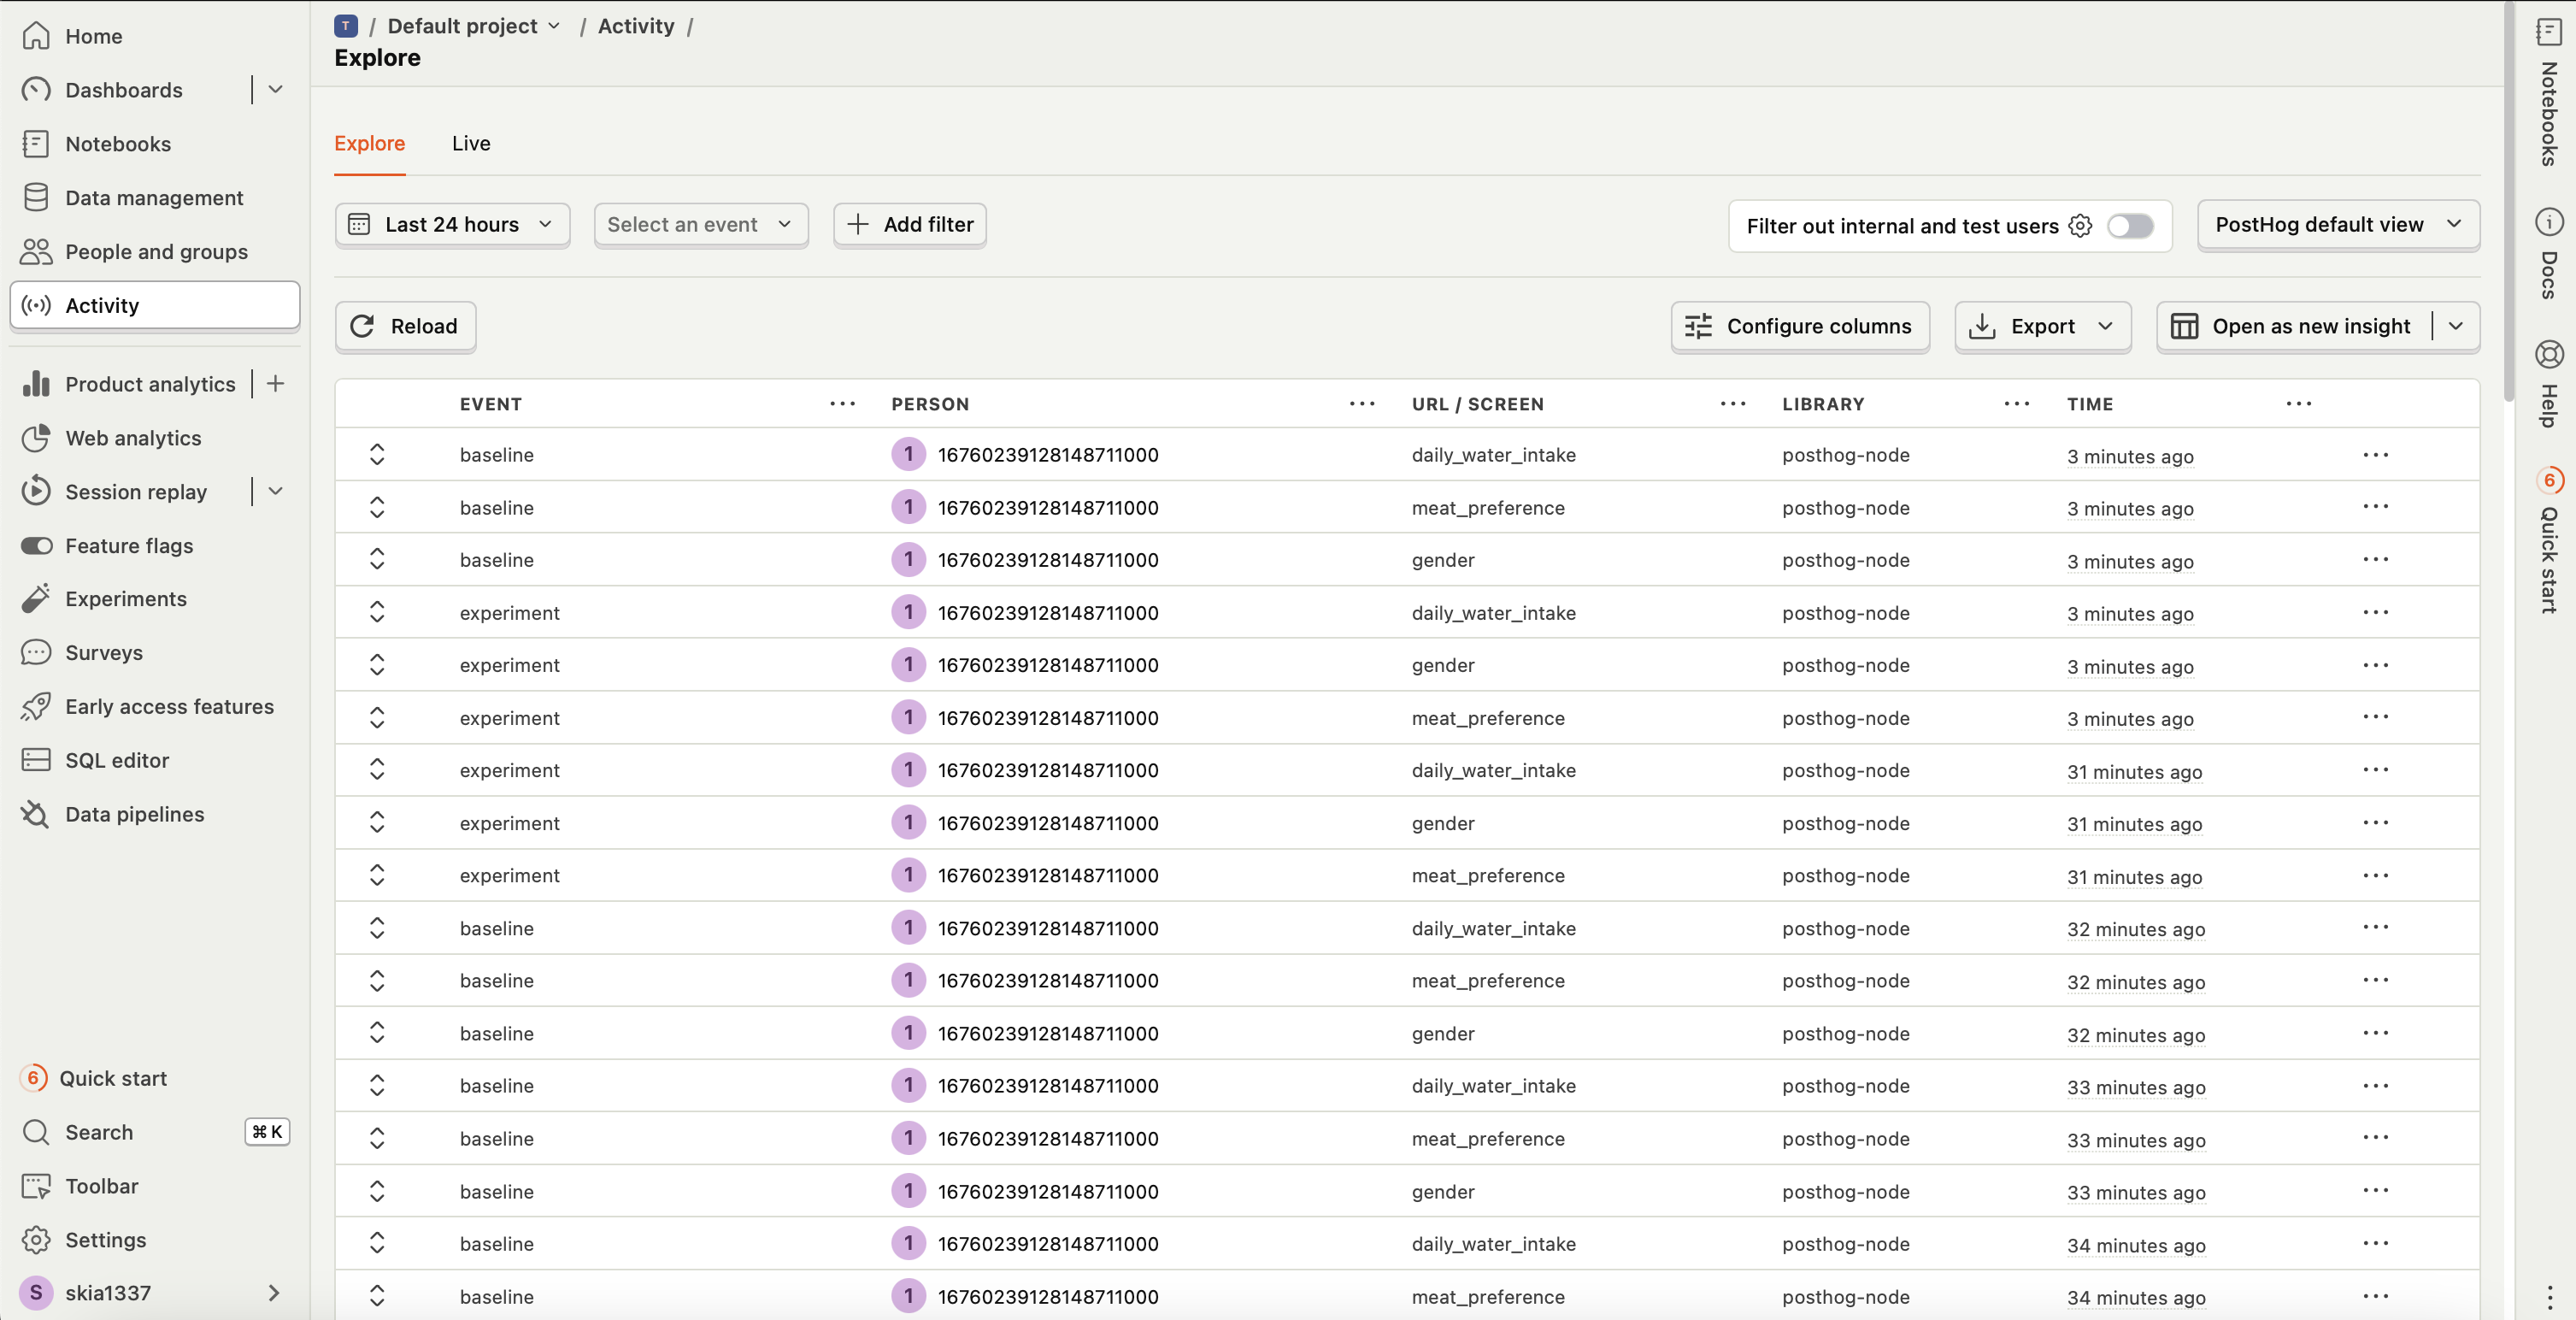 Home
Dashboards
Notebooks
Data management
People and groups
Activity
Product analytics
Web analytics
Session replay
Feature flags
Experiments
Surveys
Early access features
SQL editor
Data pipelines
6 Quick start
Search ⌘ K
Toolbar
Settings
S skia1337
T / Default project / Activity /
Explore
Explore Live
Last 24 hours Select an event Add filter Filter out internal and test users PostHog default view
Reload Configure columns Export Open as new insight
EVENT PERSON URL / SCREEN LIBRARY TIME
baseline 1 16760239128148711000 daily_water_intake posthog-node 3 minutes ago
baseline 1 16760239128148711000 meat_preference posthog-node 3 minutes ago
baseline 1 16760239128148711000 gender posthog-node 3 minutes ago
experiment 1 16760239128148711000 daily_water_intake posthog-node 3 minutes ago
experiment 1 16760239128148711000 gender posthog-node 3 minutes ago
experiment 1 16760239128148711000 meat_preference posthog-node 3 minutes ago
experiment 1 16760239128148711000 daily_water_intake posthog-node 31 minutes ago
experiment 1 16760239128148711000 gender posthog-node 31 minutes ago
experiment 1 16760239128148711000 meat_preference posthog-node 31 minutes ago
baseline 1 16760239128148711000 daily_water_intake posthog-node 32 minutes ago
baseline 1 16760239128148711000 meat_preference posthog-node 32 minutes ago
baseline 1 16760239128148711000 gender posthog-node 32 minutes ago
baseline 1 16760239128148711000 daily_water_intake posthog-node 33 minutes ago
baseline 1 16760239128148711000 meat_preference posthog-node 33 minutes ago
baseline 1 16760239128148711000 gender posthog-node 33 minutes ago
baseline 1 16760239128148711000 daily_water_intake posthog-node 34 minutes ago
baseline 1 16760239128148711000 meat_preference posthog-node 34 minutes ago
Notebooks
Docs
Help
6 Quick start